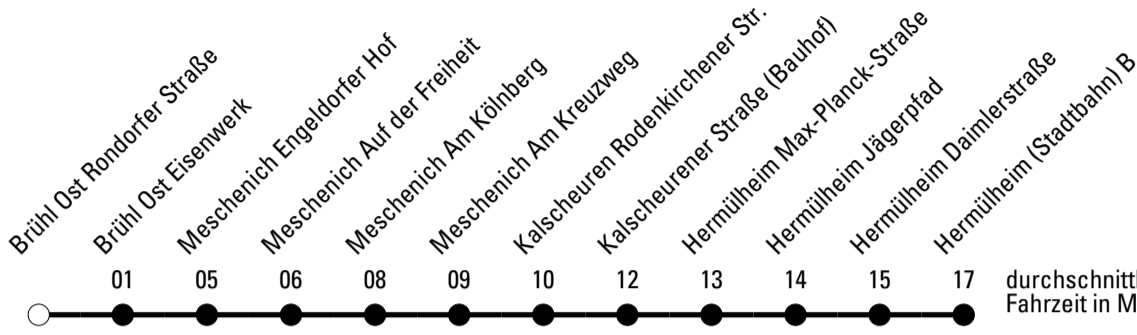 Brühl Ost Rondorfer Straße
Brühl Ost Eisenwerk
Meschenich Engeldorfer Hof
Meschenich Auf der Freiheit
Meschenich Am Kölnberg
Meschenich Am Kreuzweg
Kalscheuren Rodenkirchener Str.
Kalscheurener Straße (Bauhof)
Hermülheim Max-Planck-Straße
Hermülheim Jägerpfad
Hermülheim Daimlerstraße
Hermülheim (Stadtbahn) B
01 05 06 08 09 10 12 13 14 15 17
Fahrzeit in